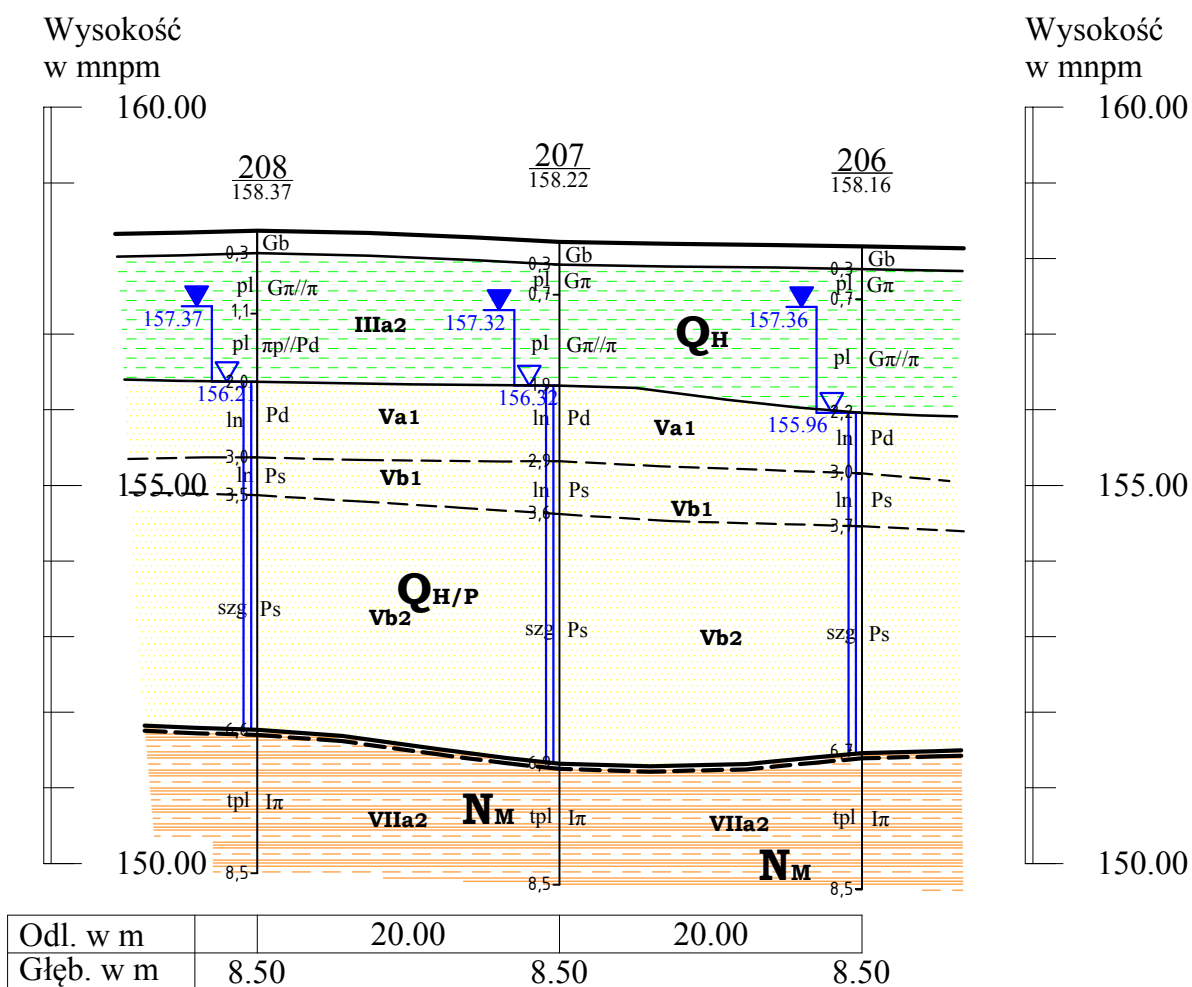 Wysokość
w mnpm
Wysokość
w mnpm
160.00
160.00
208
158.37
207
158.22
206
158.16
Gb
Gb
Gb
0,3
0,3
0,3
pl Gπ//π
pl Gπ
pl Gπ
0,7
0,7
157.37
1,1
157.32
157.36
IIIa2
QH
pl πp//Pd
pl Gπ//π
pl Gπ//π
2,0
1,9
2,2
156.21
156.32
155.96
ln Pd
Va1
ln Pd
Va1
ln Pd
3,0
2,9
3,0
ln Ps
Vb1
ln Ps
Vb1
ln Ps
155.00
155.00
3,5
3,6
3,7
QH/P
szg Ps
Vb2
szg Ps
Vb2
szg Ps
6,6
6,9
6,7
tpl Iπ
VIIa2
NM
tpl Iπ
VIIa2
tpl Iπ
NM
150.00
150.00
8,5
8,5
8,5
Odl. w m 20.00 20.00
Głęb. w m 8.50 8.50 8.50